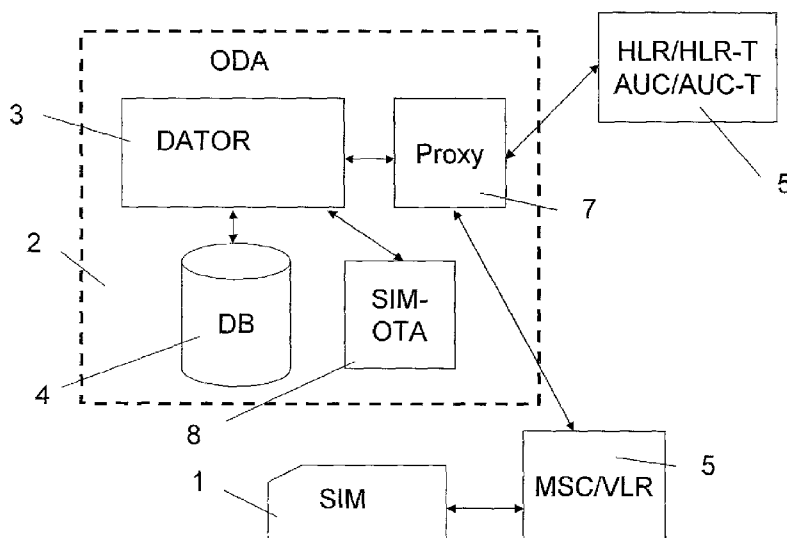 ODA
HLR/HLR-T
AUC/AUC-T
3
DATOR
Proxy
5
7
2
SIM-
OTA
DB
4
8
5
1
SIM
MSC/VLR